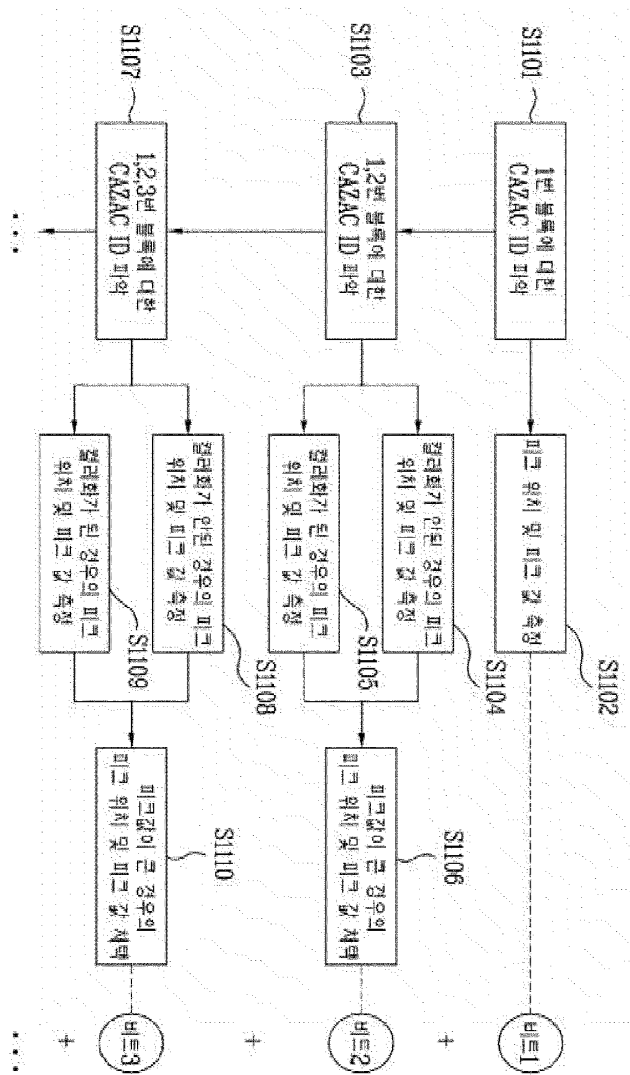 S1101
1번 블록에 대한
CAZAC ID 파악
피크 위치 및 피크 값 측정
S1102
비트1
+
S1103
1,2번 블록에 대한
CAZAC ID 파악
켤레화가 안된 경우의 피크
위치 및 피크 값 측정
S1104
켤레화가 된 경우의 피크
위치 및 피크 값 측정
S1105
피크값이 큰 경우의
피크 위치 및 피크 값 채택
S1106
비트2
+
S1107
1,2,3번 블록에 대한
CAZAC ID 파악
켤레화가 안된 경우의 피크
위치 및 피크 값 측정
S1108
켤레화가 된 경우의 피크
위치 및 피크 값 측정
S1109
피크값이 큰 경우의
피크 위치 및 피크 값 채택
S1110
비트3
+
...
...